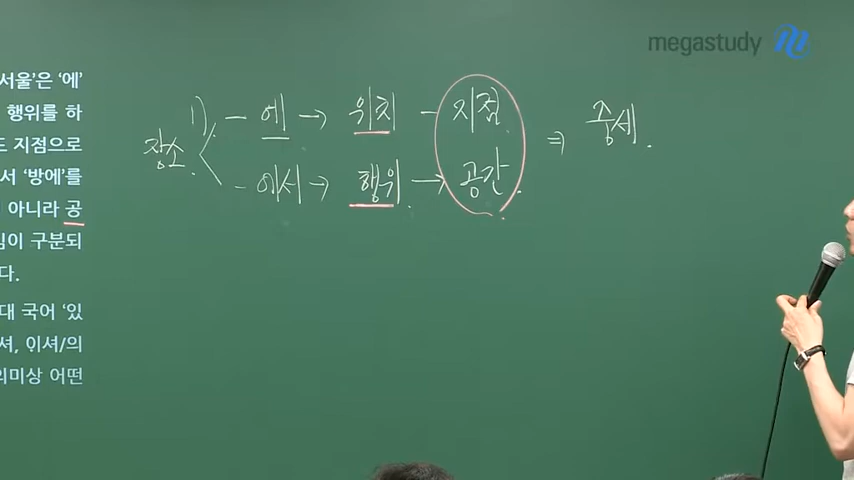 megastudy
서울'은 '에'
행위를 하
지점으로
서 '방에'를
아니라 공
이 구분되
다.
대 국어 '있
셔, 이셔/의
의미상 어떤
1)
장소
- 에 → 위치 - 지점
- 에서 → 행위 → 공간
⇒ 중세.